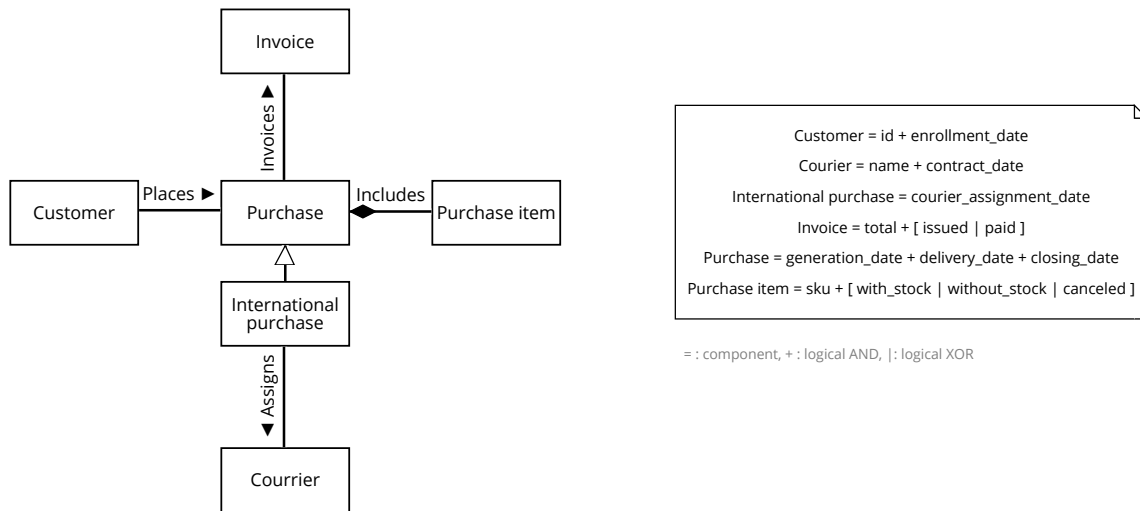 Invoice
Invoices ▲
Customer
Places ►
Purchase
Includes
Purchase item
International
purchase
▼ Assigns
Courrier
Customer = id + enrollment_date
Courier = name + contract_date
International purchase = courier_assignment_date
Invoice = total + [ issued | paid ]
Purchase = generation_date + delivery_date + closing_date
Purchase item = sku + [ with_stock | without_stock | canceled ]
= : component, + : logical AND, |: logical XOR